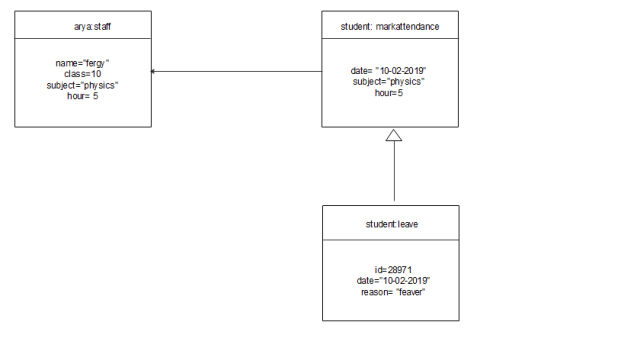 arya:staff
name="fergy"
class=10
subject="physics"
hour= 5
student: markattendance
date= "10-02-2019"
subject="physics"
hour=5
student:leave
id=28971
date="10-02-2019"
reason= "feaver"